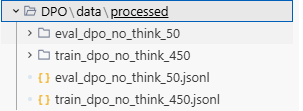 DPO\data\processed
eval_dpo_no_think_50
train_dpo_no_think_450
eval_dpo_no_think_50.jsonl
train_dpo_no_think_450.jsonl